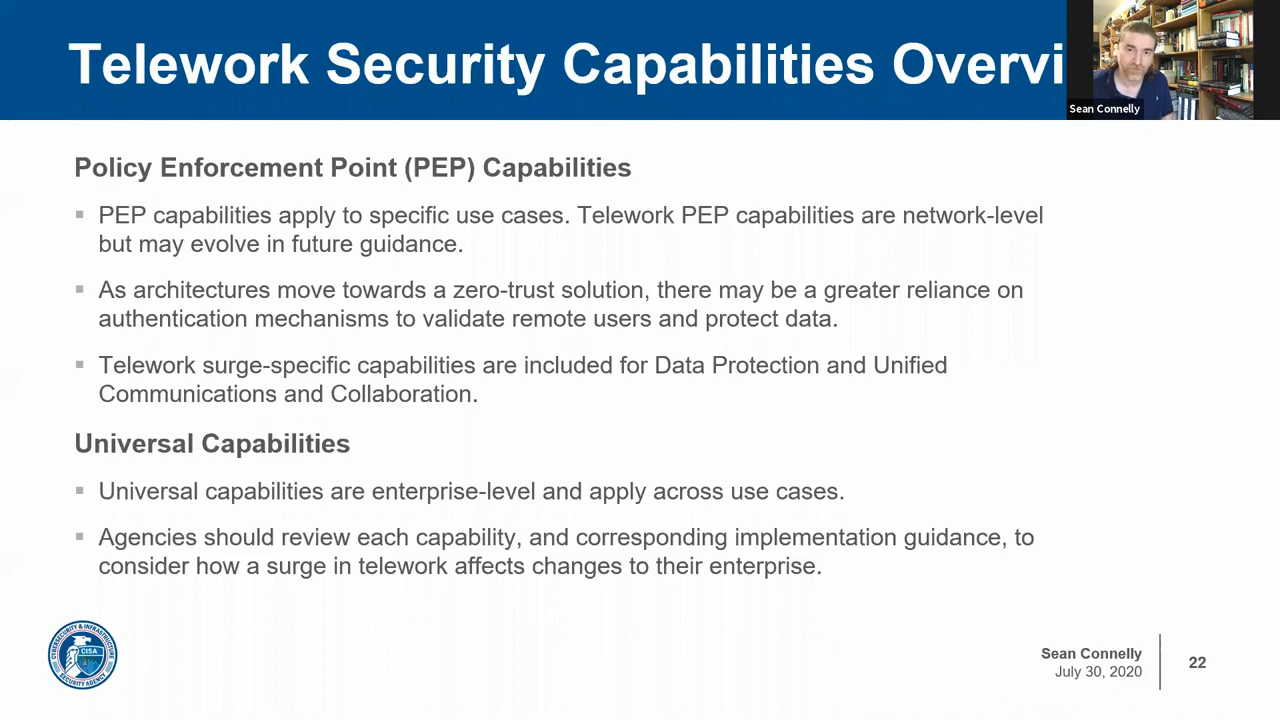 Telework Security Capabilities Overvi
Sean Connelly
Policy Enforcement Point (PEP) Capabilities
▪ PEP capabilities apply to specific use cases. Telework PEP capabilities are network-level
but may evolve in future guidance.
▪ As architectures move towards a zero-trust solution, there may be a greater reliance on
authentication mechanisms to validate remote users and protect data.
▪ Telework surge-specific capabilities are included for Data Protection and Unified
Communications and Collaboration.
Universal Capabilities
▪ Universal capabilities are enterprise-level and apply across use cases.
▪ Agencies should review each capability, and corresponding implementation guidance, to
consider how a surge in telework affects changes to their enterprise.
CYBERSECURITY & INFRASTRUCTURE
CISA
SECURITY AGENCY
Sean Connelly
July 30, 2020
22